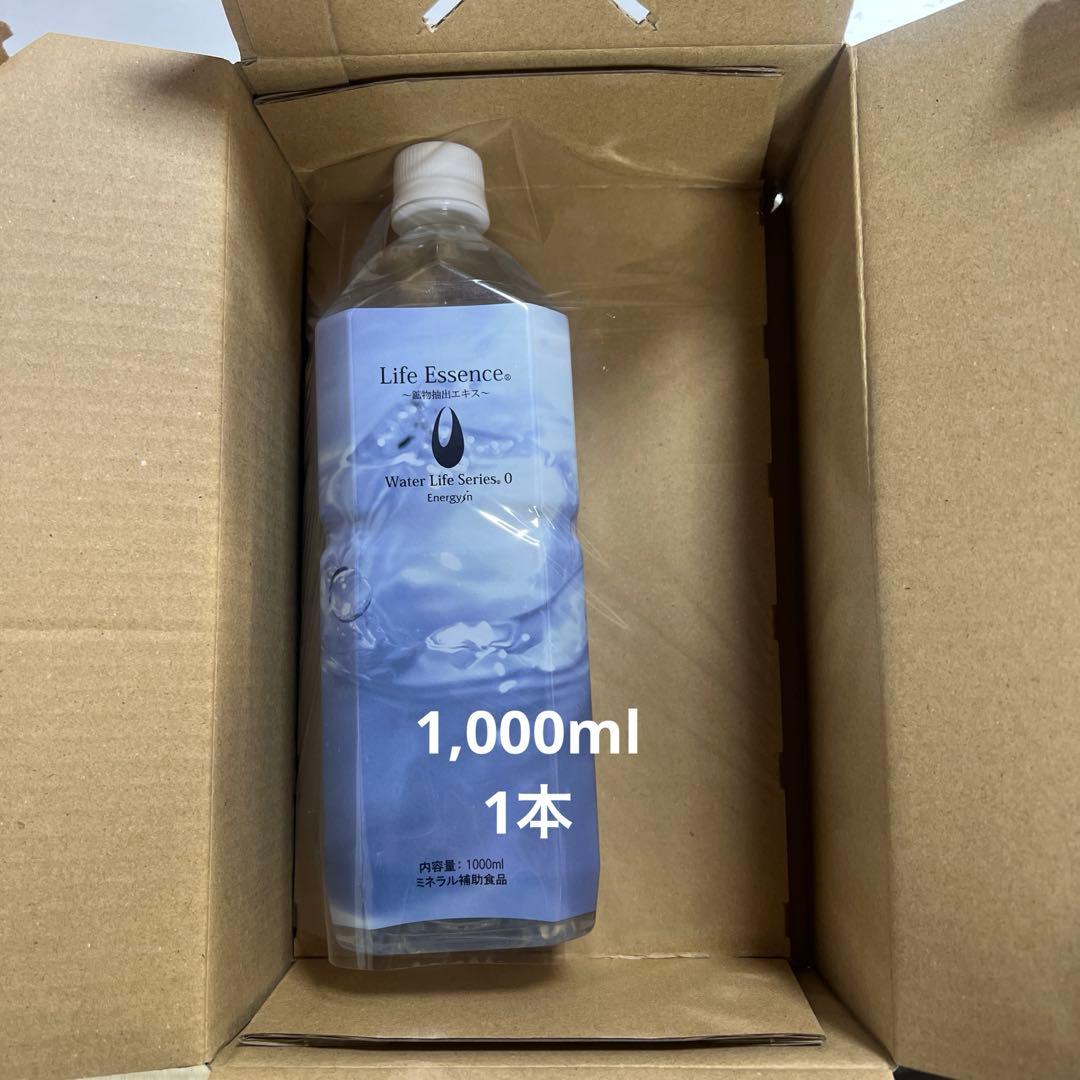 Life Essence®
～鉱物抽出エキス～
Water Life Series® 0
Energyin
1,000ml
1本
内容量：1000ml
ミネラル補助食品